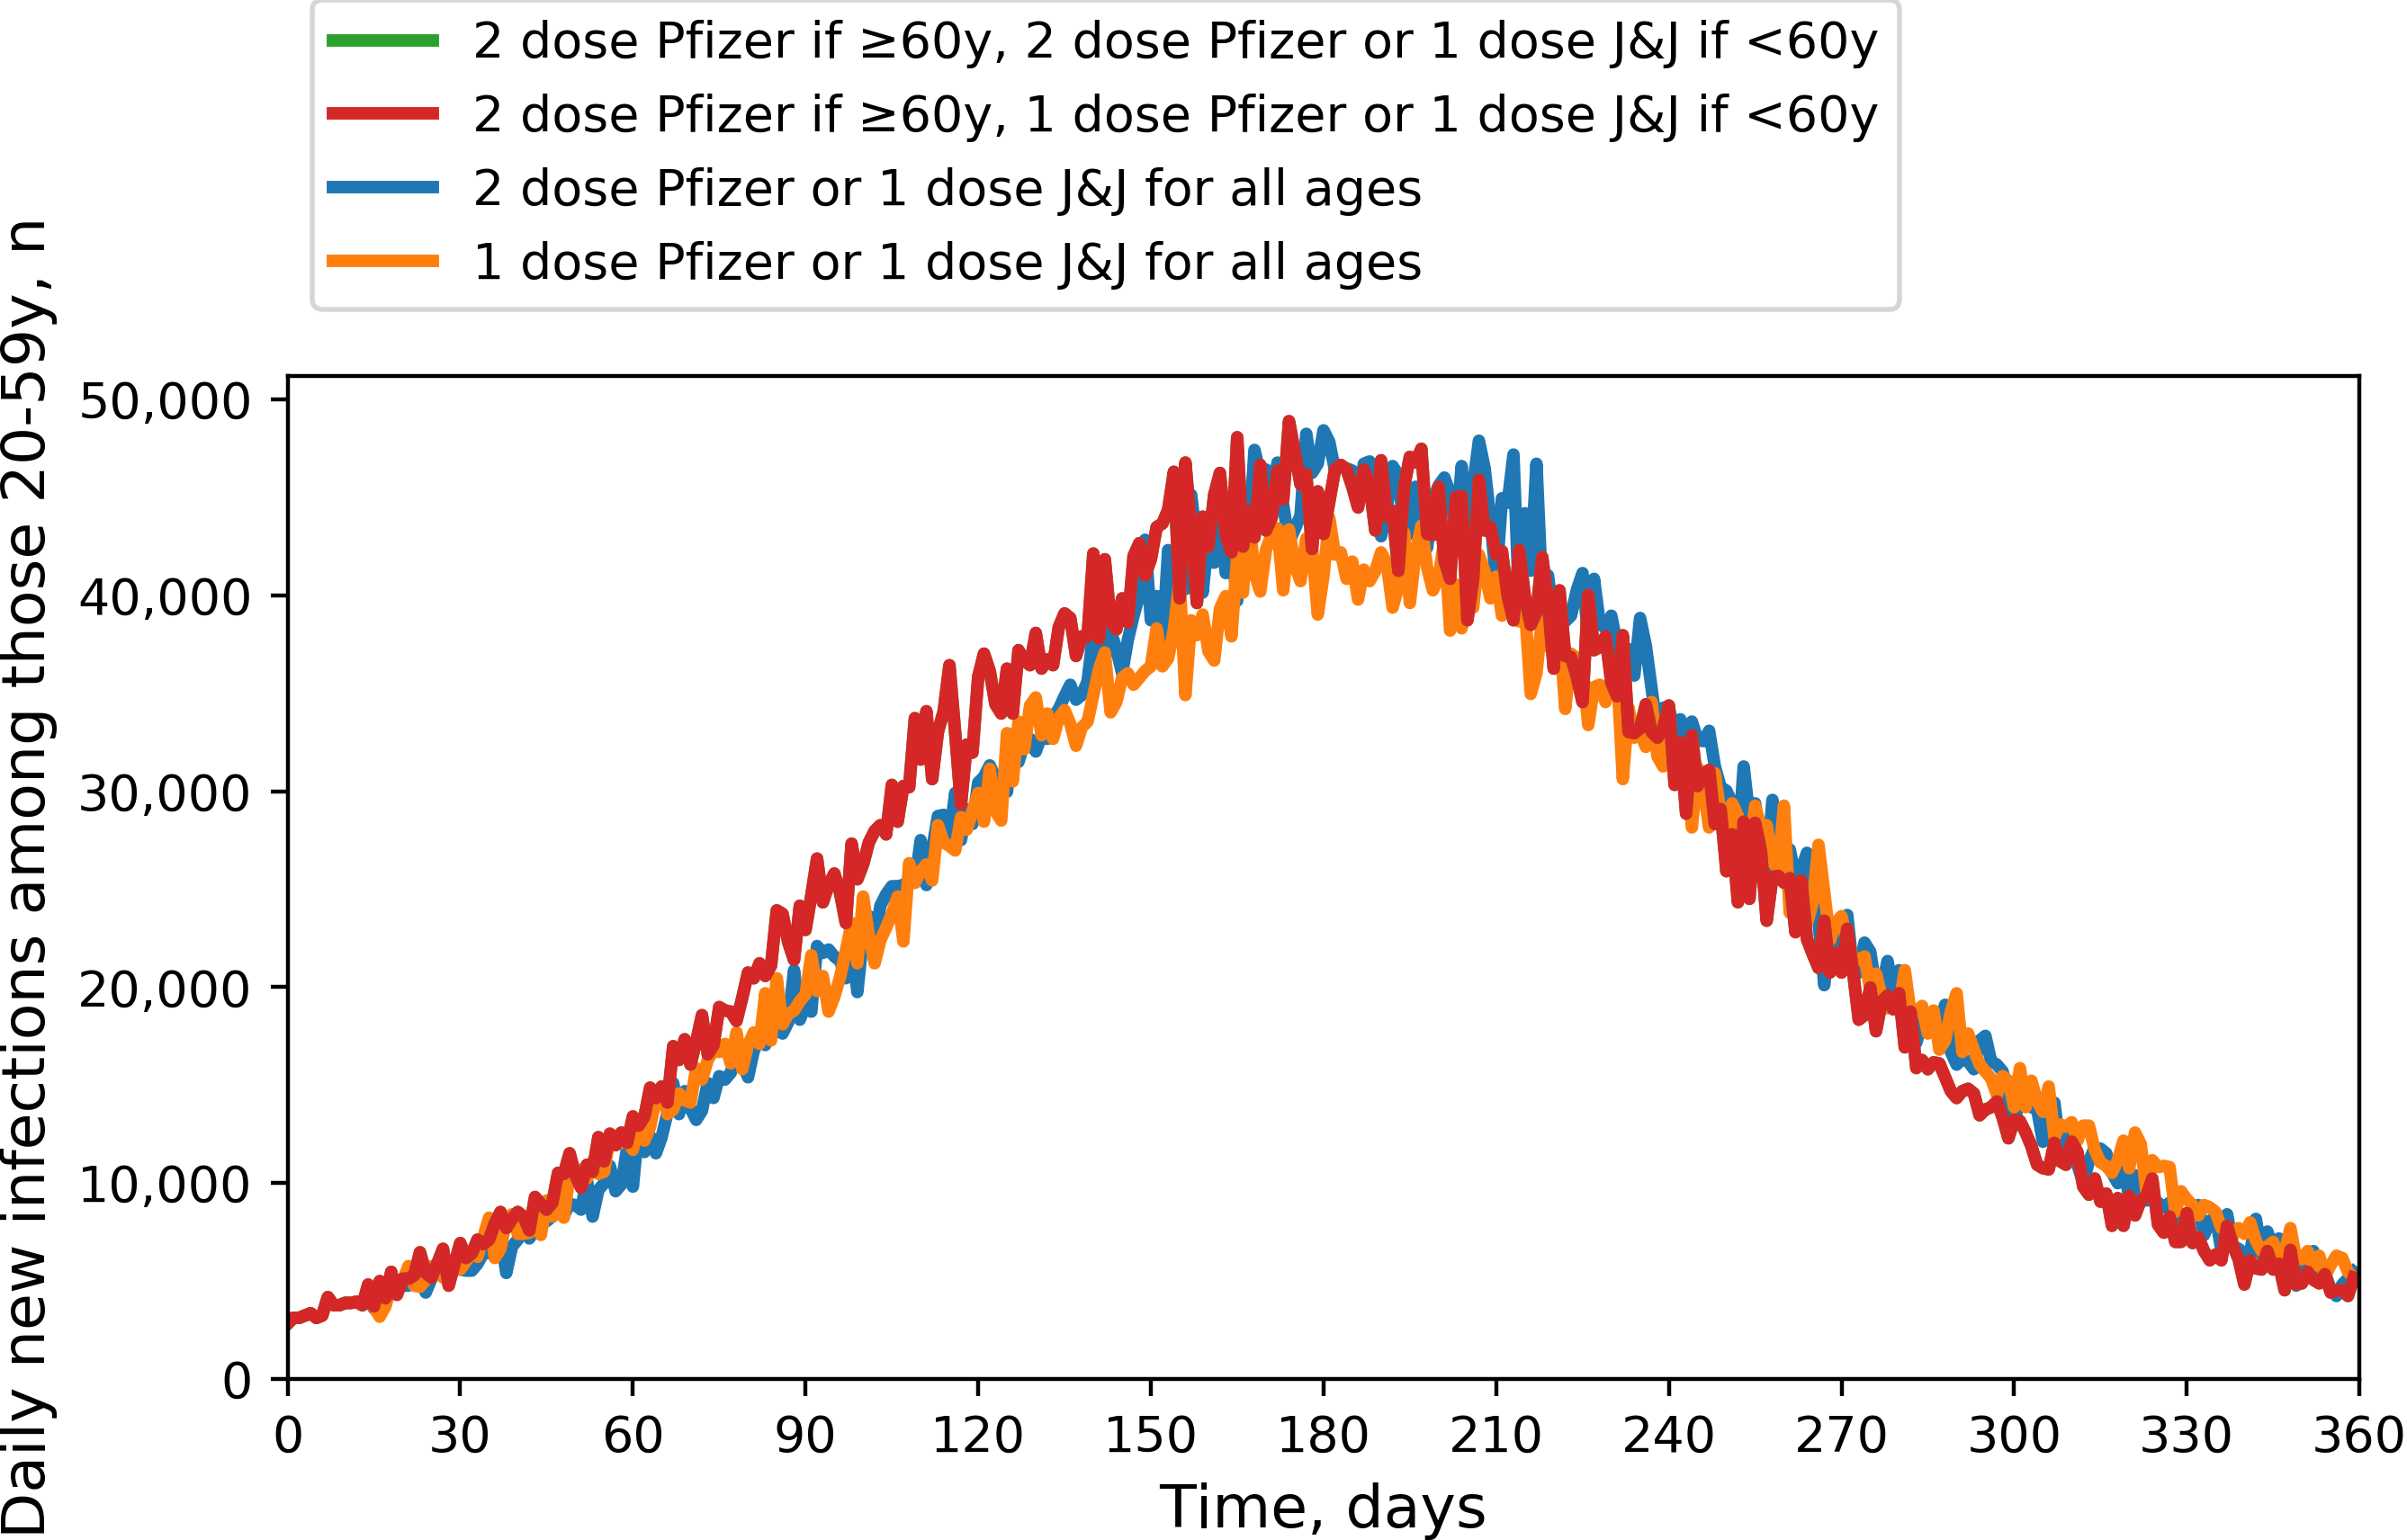 2 dose Pfizer if ≥60y, 2 dose Pfizer or 1 dose J&J if <60y
2 dose Pfizer if ≥60y, 1 dose Pfizer or 1 dose J&J if <60y
2 dose Pfizer or 1 dose J&J for all ages
1 dose Pfizer or 1 dose J&J for all ages
Daily new infections among those 20-59y, n
50,000
40,000
30,000
20,000
10,000
0
0 30 60 90 120 150 180 210 240 270 300 330 360
Time, days